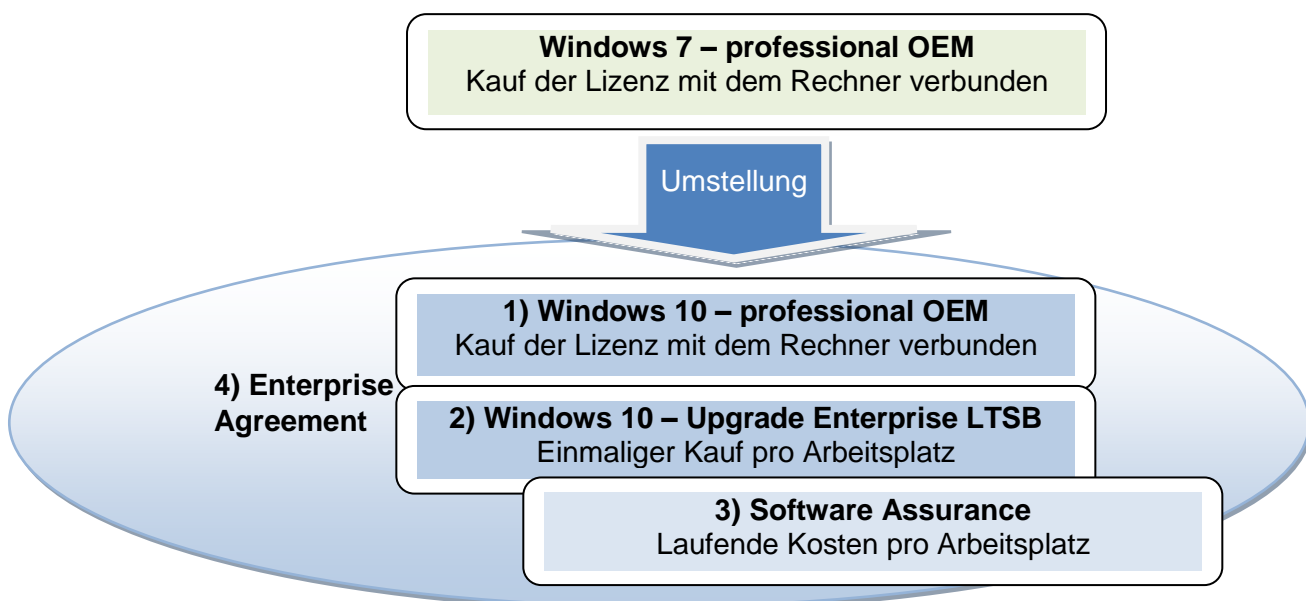 Windows 7 – professional OEM
Kauf der Lizenz mit dem Rechner verbunden
Umstellung
1) Windows 10 – professional OEM
Kauf der Lizenz mit dem Rechner verbunden
4) Enterprise
Agreement
2) Windows 10 – Upgrade Enterprise LTSB
Einmaliger Kauf pro Arbeitsplatz
3) Software Assurance
Laufende Kosten pro Arbeitsplatz